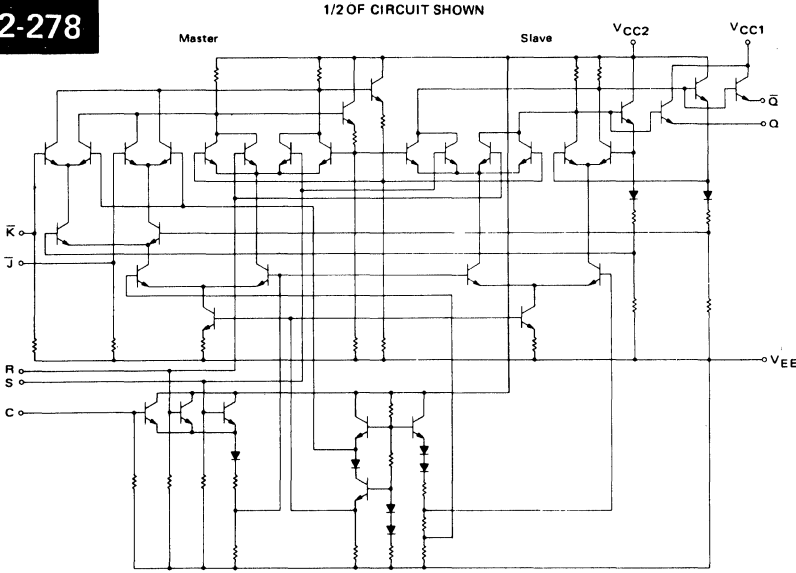 1/2 OF CIRCUIT SHOWN
2-278
Master
Slave
VCC2
VCC1
Q̅
Q
K̅
J̅
VEE
R
S
C